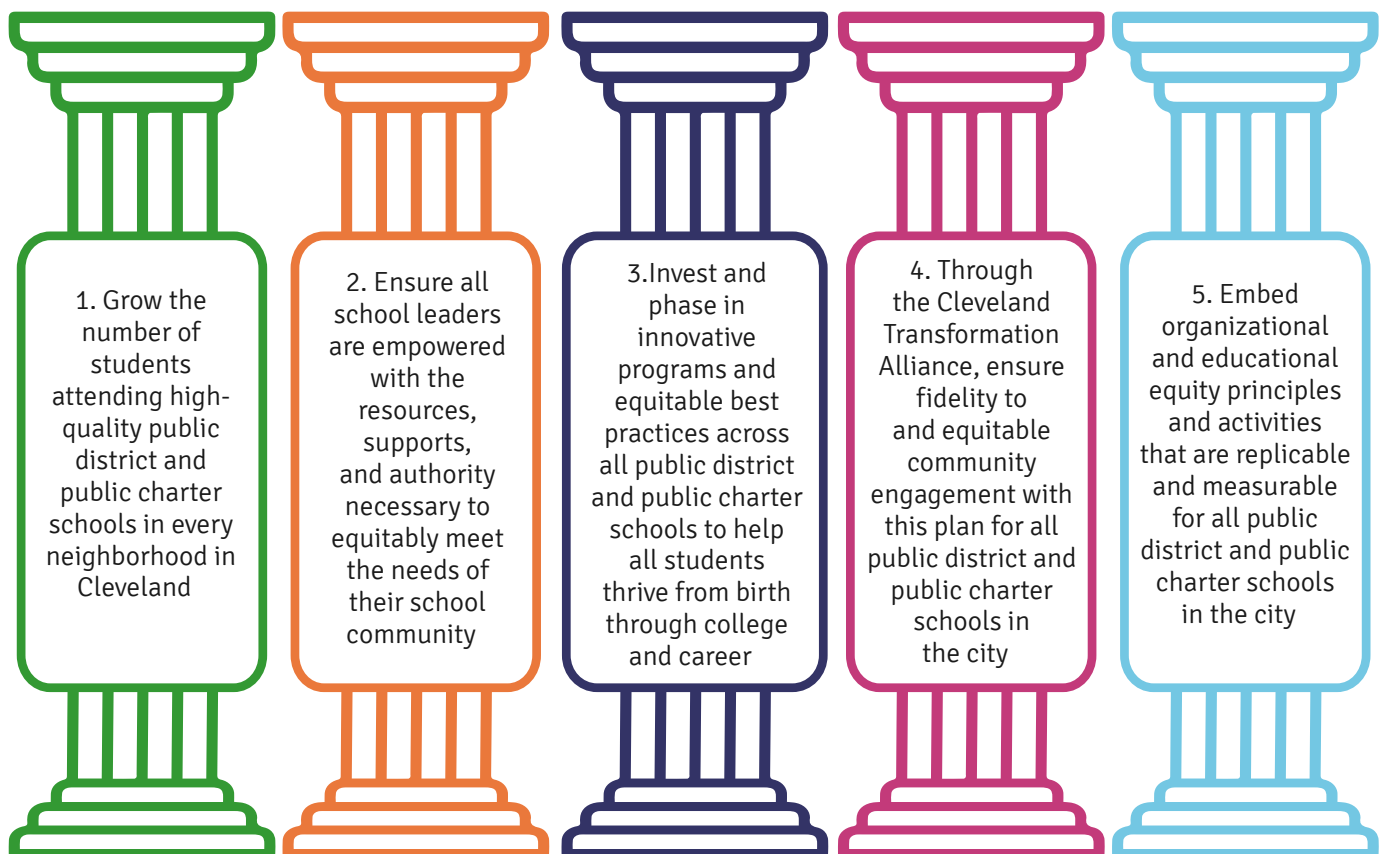 1. Grow the
number of
students
attending high-
quality public
district and
public charter
schools in every
neighborhood in
Cleveland
2. Ensure all
school leaders
are empowered
with the
resources,
supports,
and authority
necessary to
equitably meet
the needs of
their school
community
3.Invest and
phase in
innovative
programs and
equitable best
practices across
all public district
and public charter
schools to help
all students
thrive from birth
through college
and career
4. Through
the Cleveland
Transformation
Alliance, ensure
fidelity to
and equitable
community
engagement with
this plan for all
public district and
public charter
schools in
the city
5. Embed
organizational
and educational
equity principles
and activities
that are replicable
and measurable
for all public
district and public
charter schools
in the city